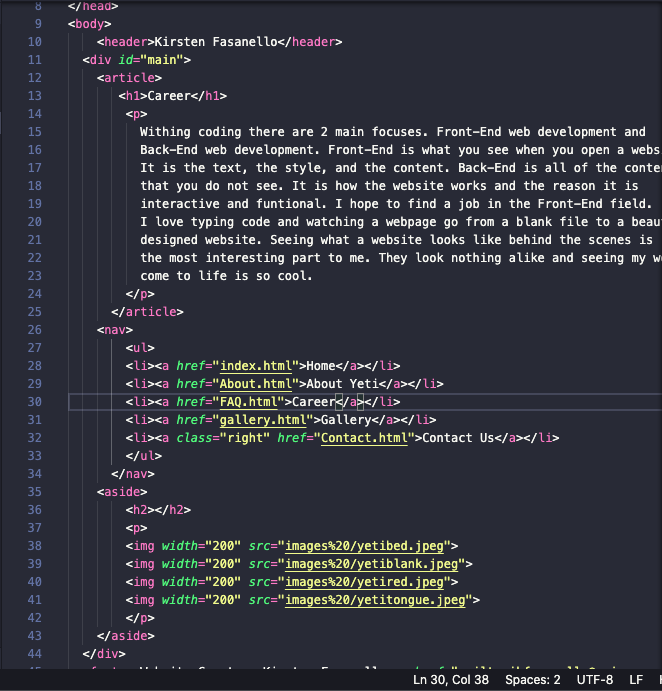 8 </head>
9 <body>
10 <header>Kirsten Fasanello</header>
11 <div id="main">
12 <article>
13 <h1>Career</h1>
14 <p>
15 Withing coding there are 2 main focuses. Front-End web development and
16 Back-End web development. Front-End is what you see when you open a webs
17 It is the text, the style, and the content. Back-End is all of the conte
18 that you do not see. It is how the website works and the reason it is
19 interactive and funtional. I hope to find a job in the Front-End field.
20 I love typing code and watching a webpage go from a blank file to a beau
21 designed website. Seeing what a website looks like behind the scenes is
22 the most interesting part to me. They look nothing alike and seeing my w
23 come to life is so cool.
24 </p>
25 </article>
26 <nav>
27 <ul>
28 <li><a href="index.html">Home</a></li>
29 <li><a href="About.html">About Yeti</a></li>
30 <li><a href="FAQ.html">Career</a></li>
31 <li><a href="gallery.html">Gallery</a></li>
32 <li><a class="right" href="Contact.html">Contact Us</a></li>
33 </ul>
34 </nav>
35 <aside>
36 <h2></h2>
37 <p>
38 <img width="200" src="images%20/yetibed.jpeg">
39 <img width="200" src="images%20/yetiblank.jpeg">
40 <img width="200" src="images%20/yetired.jpeg">
41 <img width="200" src="images%20/yetitongue.jpeg">
42 </p>
43 </aside>
44 </div>
Ln 30, Col 38 Spaces: 2 UTF-8 LF